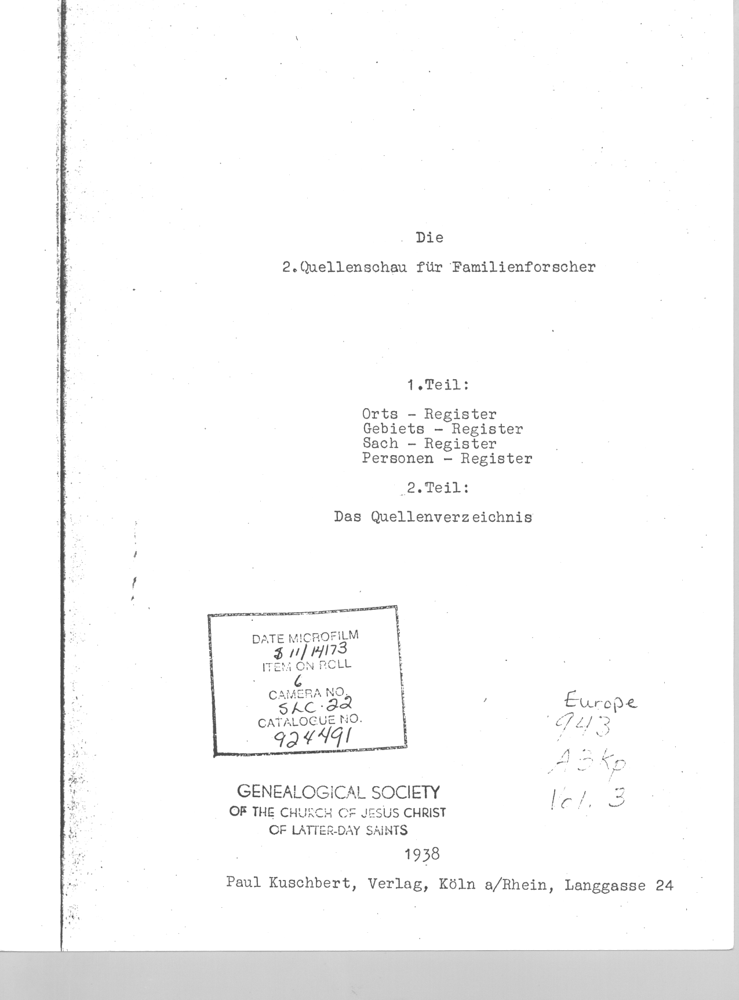 Die
2.Quellenschau für Familienforscher
1.Teil:
Orts - Register
Gebiets - Register
Sach - Register
Personen - Register
2.Teil:
Das Quellenverzeichnis
DATE MICROFILM
11/14/73
ITEM ON ROLL
6
CAMERA NO.
SLC-22
CATALOGUE NO.
924491
Europe
943
A3kp
Vol. 3
GENEALOGICAL SOCIETY
OF THE CHURCH OF JESUS CHRIST
OF LATTER-DAY SAINTS
1938
Paul Kuschbert, Verlag, Köln a/Rhein, Langgasse 24